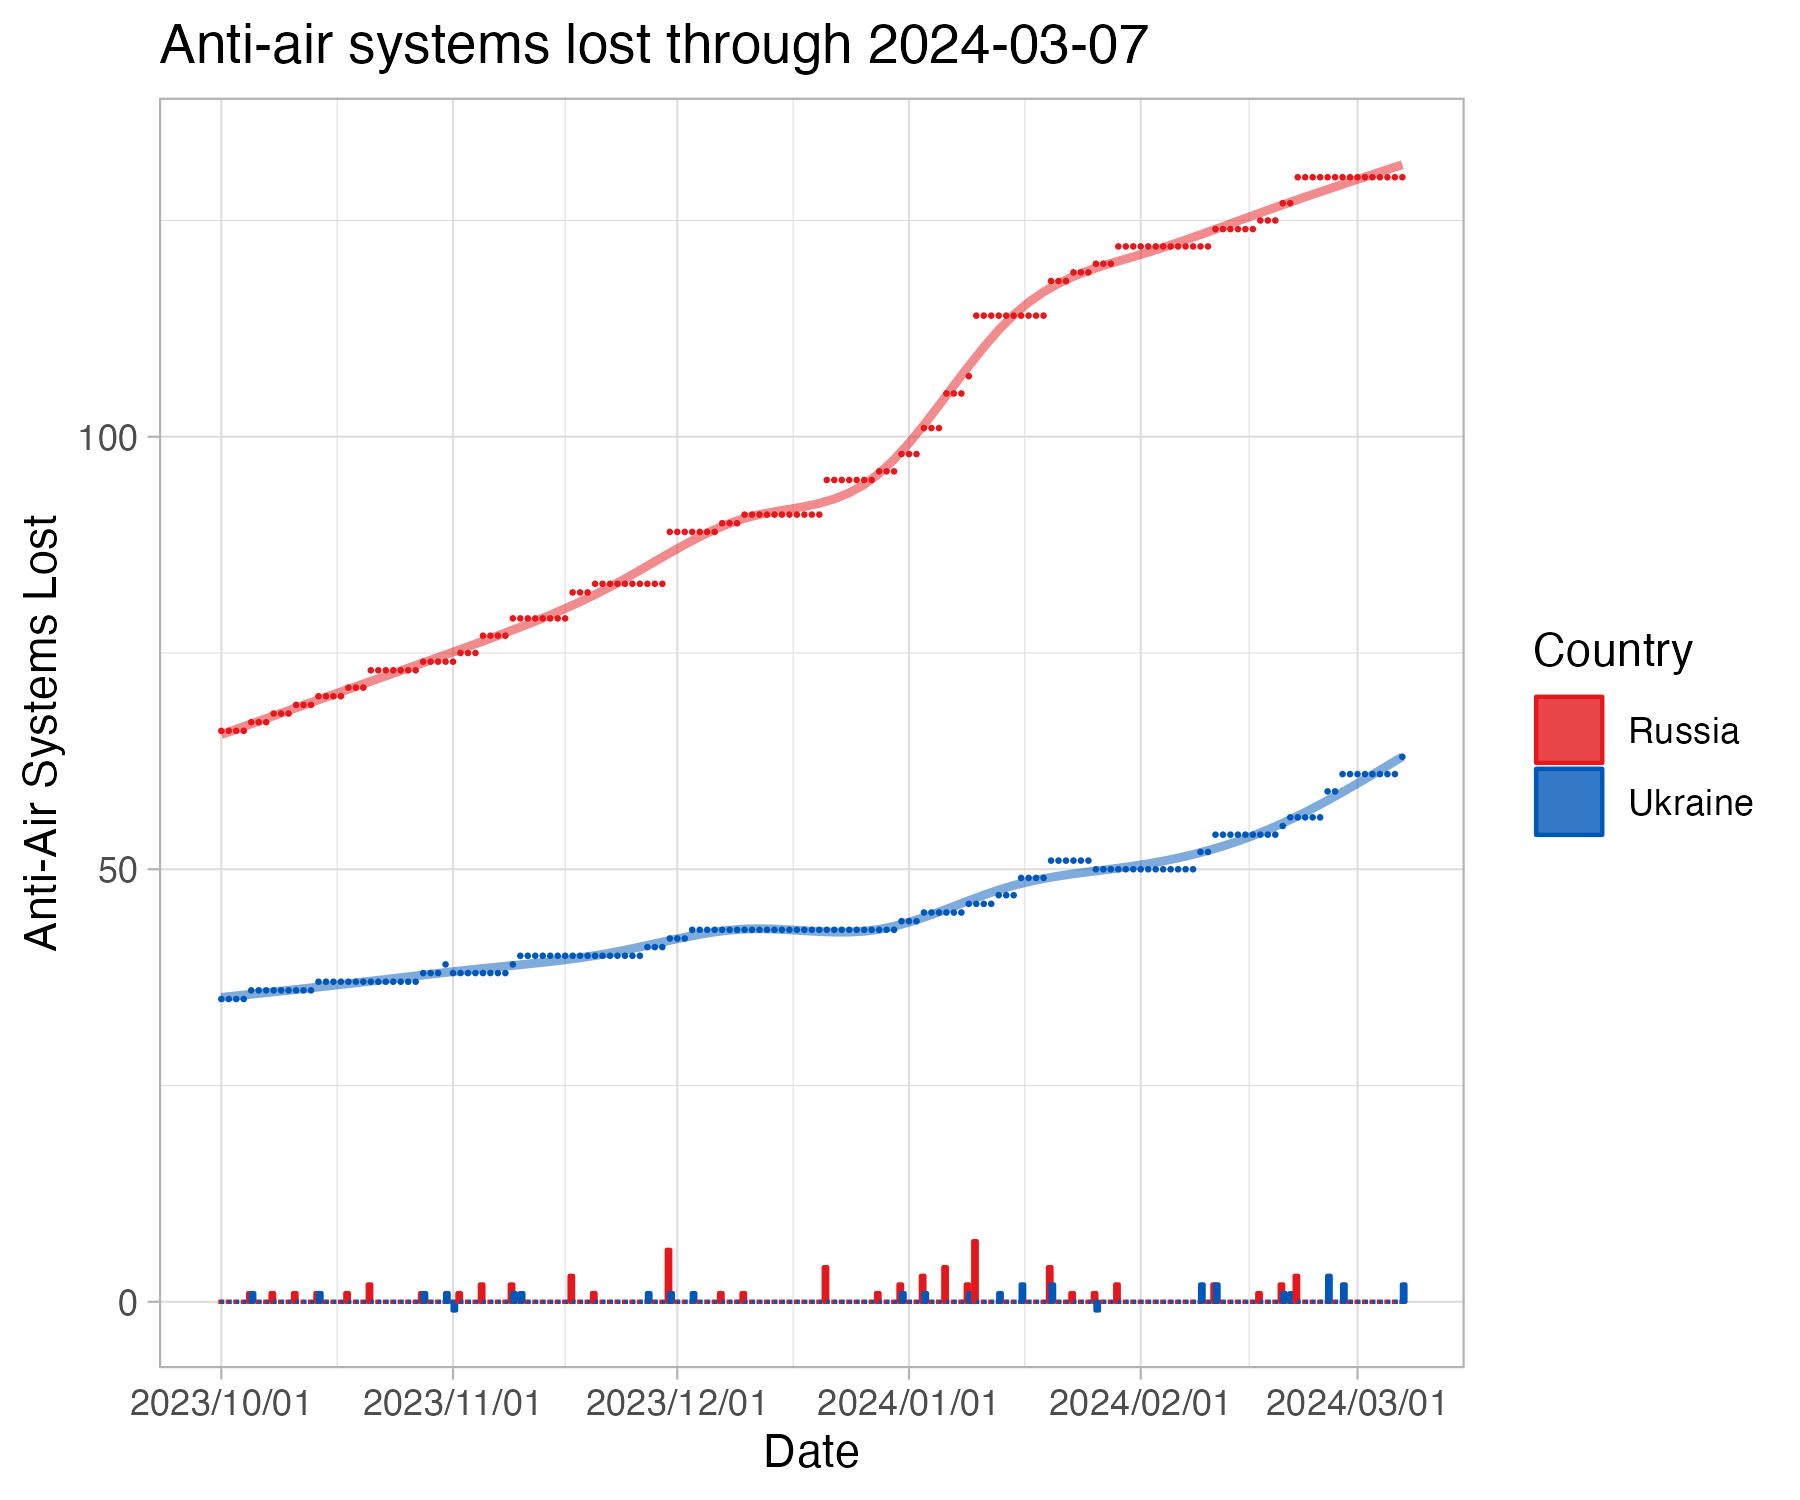 Anti-air systems lost through 2024-03-07
Anti-Air Systems Lost
100
50
0
2023/10/01
2023/11/01
2023/12/01
2024/01/01
2024/02/01
2024/03/01
Date
Country
Russia
Ukraine